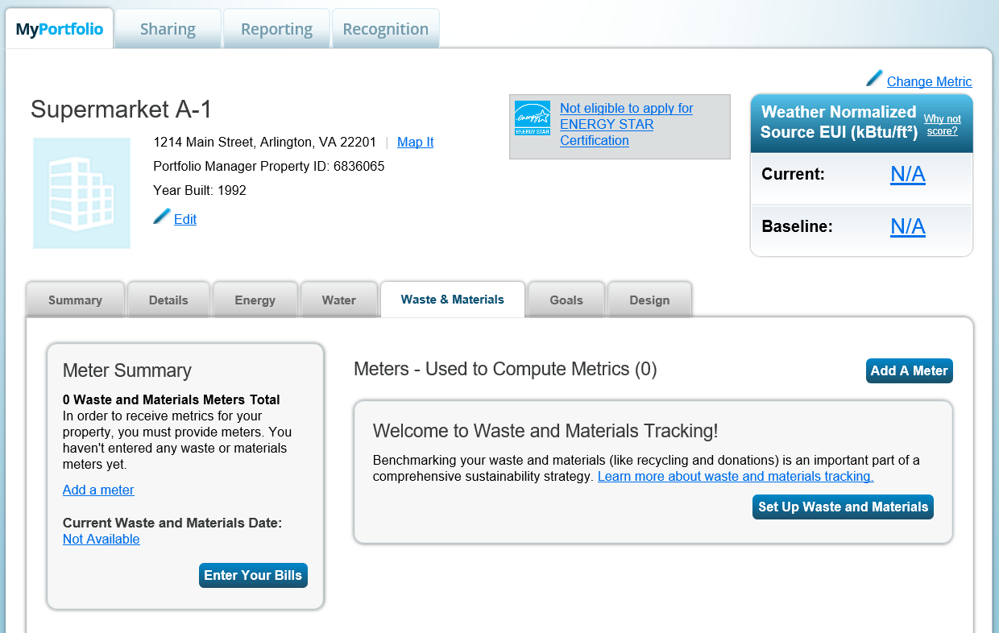 MyPortfolio
Sharing
Reporting
Recognition
Change Metric
Supermarket A-1
1214 Main Street, Arlington, VA 22201 | Map It
Portfolio Manager Property ID: 6836065
Year Built: 1992
Edit
energy
ENERGY STAR
Not eligible to apply for
ENERGY STAR
Certification
Weather Normalized
Source EUI (kBtu/ft²)
Why not
score?
Current: N/A
Baseline: N/A
Summary
Details
Energy
Water
Waste & Materials
Goals
Design
Meter Summary
0 Waste and Materials Meters Total
In order to receive metrics for your
property, you must provide meters. You
haven't entered any waste or materials
meters yet.
Add a meter
Current Waste and Materials Date:
Not Available
Enter Your Bills
Meters - Used to Compute Metrics (0)
Add A Meter
Welcome to Waste and Materials Tracking!
Benchmarking your waste and materials (like recycling and donations) is an important part of a
comprehensive sustainability strategy. Learn more about waste and materials tracking.
Set Up Waste and Materials